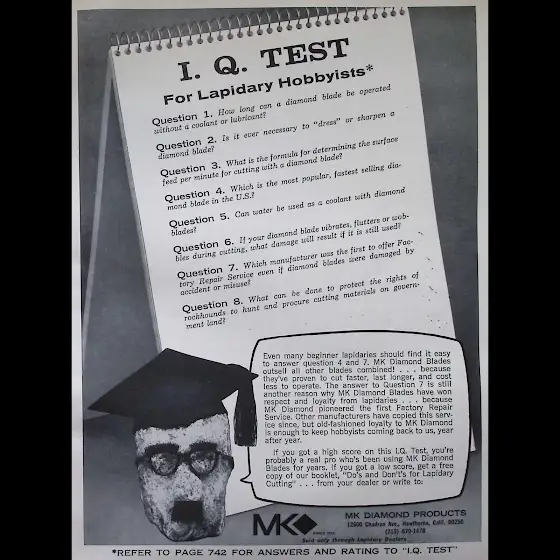 I. Q. TEST
For Lapidary Hobbyists*
Question 1. How long can a diamond blade be operated
without a coolant or lubricant?
Question 2. Is it ever necessary to "dress" or sharpen a
diamond blade?
Question 3. What is the formula for determining the surface
feed per minute for cutting with a diamond blade?
Question 4. Which is the most popular, fastest selling dia-
mond blade in the U.S.?
Question 5. Can water be used as a coolant with diamond
blades?
Question 6. If your diamond blade vibrates, flutters or wob-
bles during cutting, what damage will result if it is still used?
Question 7. Which manufacturer was the first to offer Fac-
tory Repair Service even if diamond blades were damaged by
accident or misuse?
Question 8. What can be done to protect the rights of
rockhounds to hunt and procure cutting materials on govern-
ment land?
Even many beginner lapidaries should find it easy
to answer question 4 and 7. MK Diamond Blades
outsell all other blades combined! . . . because
they've proven to cut faster, last longer, and cost
less to operate. The answer to Question 7 is still
another reason why MK Diamond Blades have won
respect and loyalty from lapidaries . . . because
MK Diamond pioneered the first Factory Repair
Service. Other manufacturers have copied this serv-
ice since, but old-fashioned loyalty to MK Diamond
is enough to keep hobbyists coming back to us, year
after year.
If you got a high score on this I.Q. Test, you're
probably a real pro who's been using MK Diamond
Blades for years. If you got a low score, get a free
copy of our booklet, "Do's and Don't's for Lapidary
Cutting" . . . from your dealer or write to:
MK
MK DIAMOND PRODUCTS
12600 Chadron Ave., Hawthorne, Calif. 90250
(213) 679-1478
Sold only through Lapidary Dealers
*REFER TO PAGE 742 FOR ANSWERS AND RATING TO "I.Q. TEST"